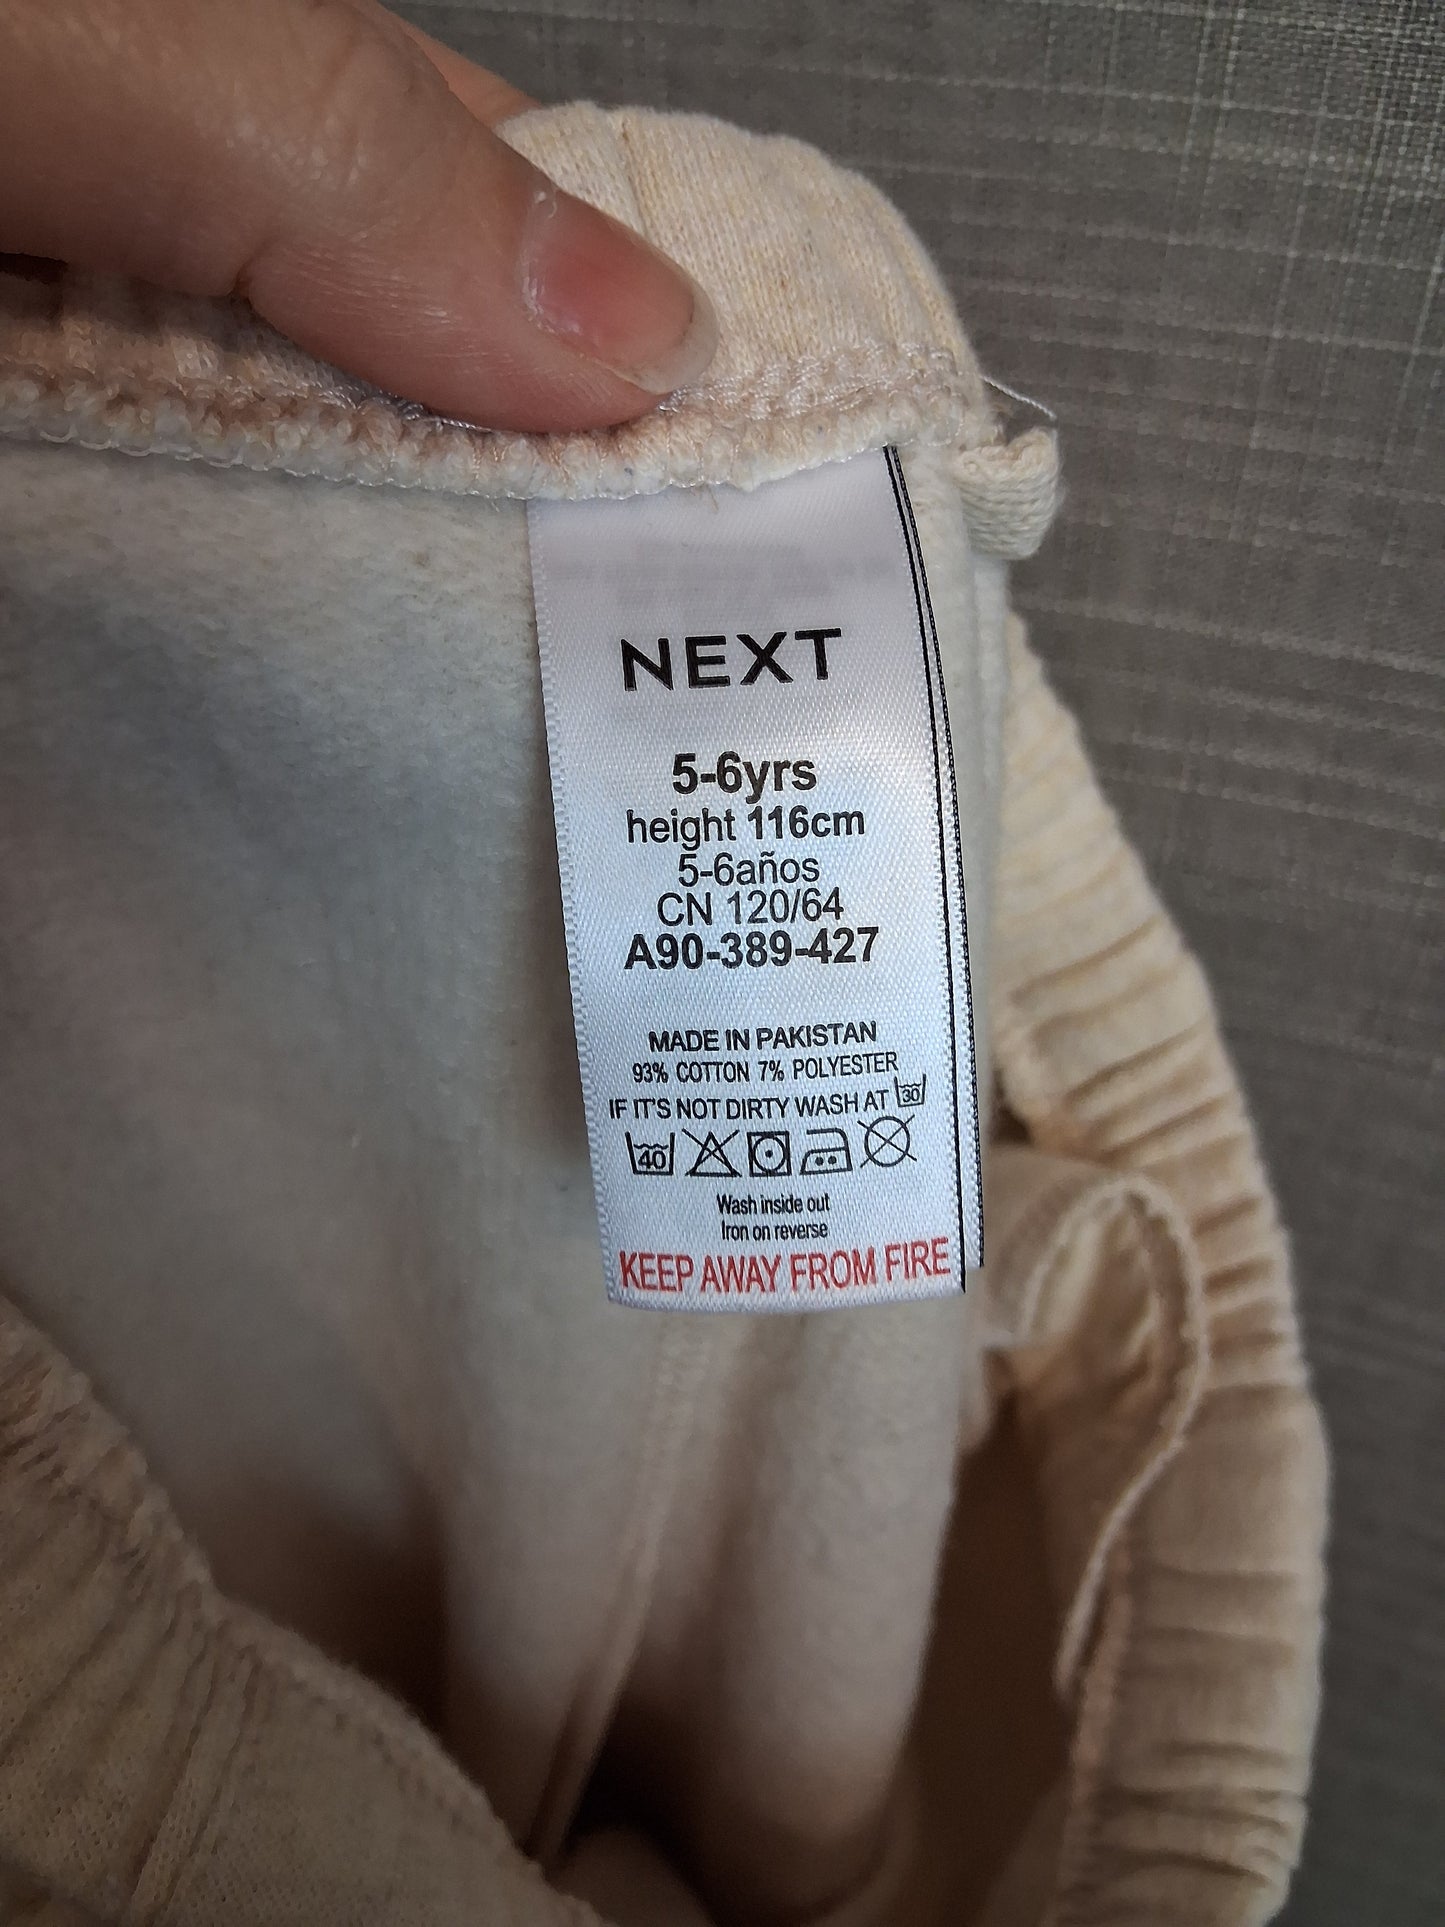 NEXT
5-6yrs
height 116cm
5-6años
CN 120/64
A90-389-427
MADE IN PAKISTAN
93% COTTON 7% POLYESTER
IF IT'S NOT DIRTY WASH AT 30
40
Wash inside out
Iron on reverse
KEEP AWAY FROM FIRE